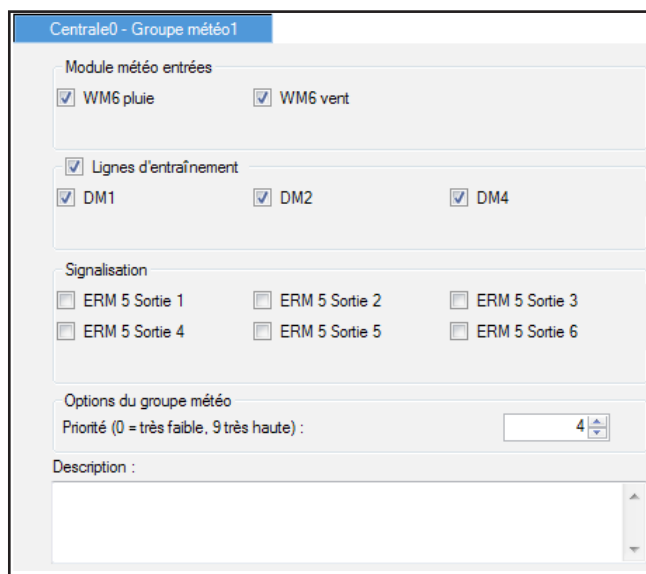 Centrale0 - Groupe météo1
Module météo entrées
WM6 pluie WM6 vent
Lignes d'entraînement
DM1 DM2 DM4
Signalisation
ERM 5 Sortie 1 ERM 5 Sortie 2 ERM 5 Sortie 3
ERM 5 Sortie 4 ERM 5 Sortie 5 ERM 5 Sortie 6
Options du groupe météo
Priorité (0 = très faible, 9 très haute) : 4
Description :